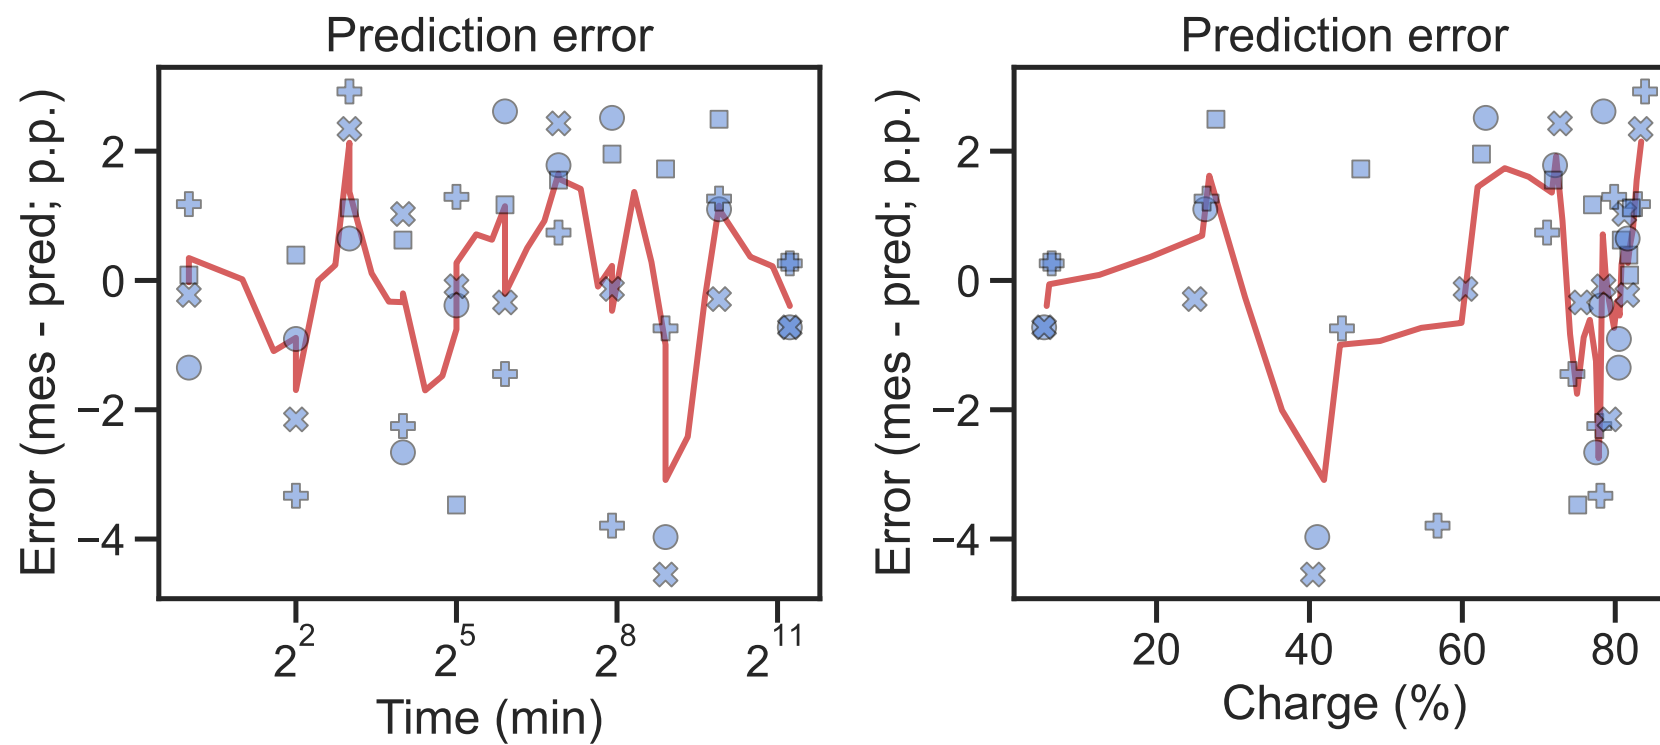 Prediction error
Error (mes - pred; p.p.)
2
0
−2
−4
2^2
2^5
2^8
2^11
Time (min)
Prediction error
Error (mes - pred; p.p.)
2
0
−2
−4
20
40
60
80
Charge (%)